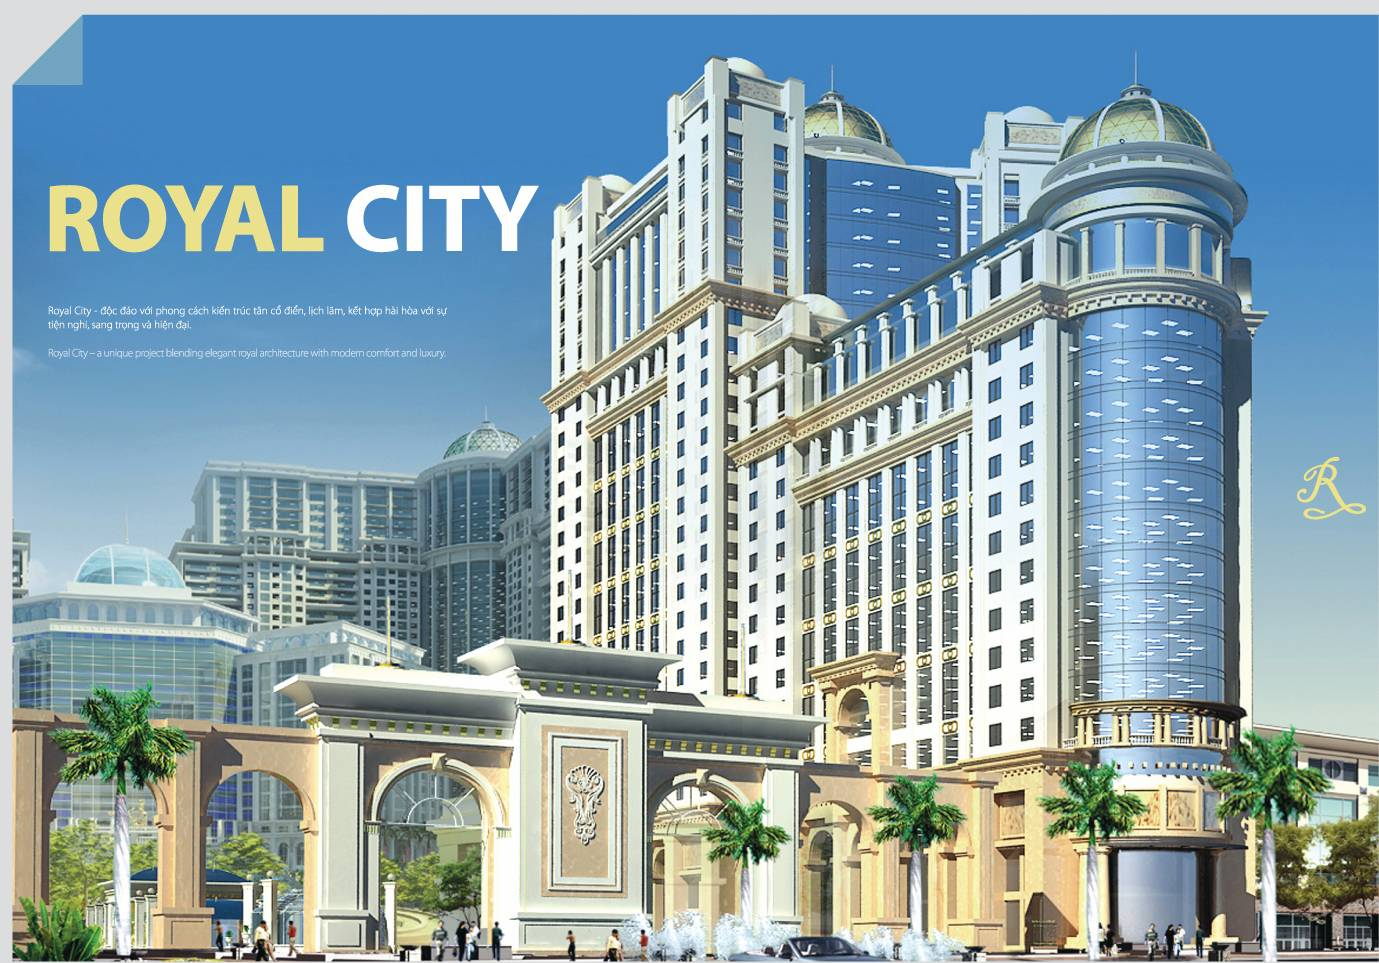 ROYAL CITY
Royal City - độc đáo với phong cách kiến trúc tân cổ điển, lịch lãm, kết hợp hài hòa với sự
tiện nghi, sang trọng và hiện đại.
Royal City – a unique project blending elegant royal architecture with modern comfort and luxury.
R